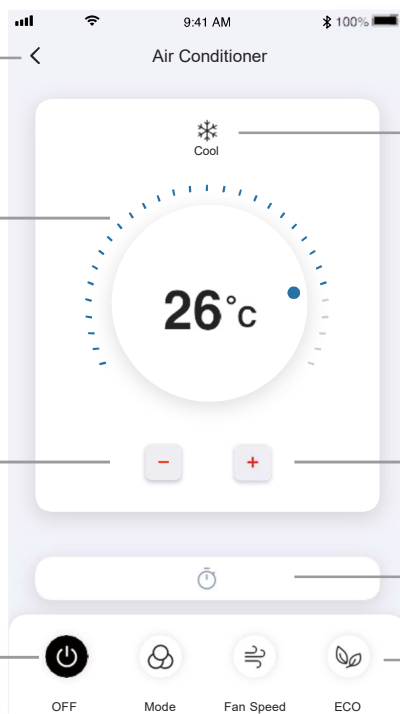 9:41 AM
100%
Air Conditioner
Cool
26°c
−
+
OFF
Mode
Fan Speed
ECO